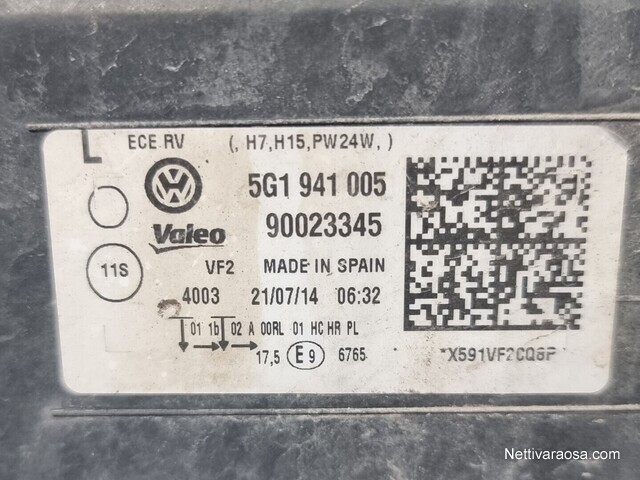 L ECE RV (, H7,H15,PW24W, )
5G1 941 005
Valeo 90023345
11S VF2 MADE IN SPAIN
4003 21/07/14 06:32
01 1b 02 A 00RL 01 HC HR PL
17,5 E 9 6765
*X591VF2CQ6P
Nettivaraosa.com